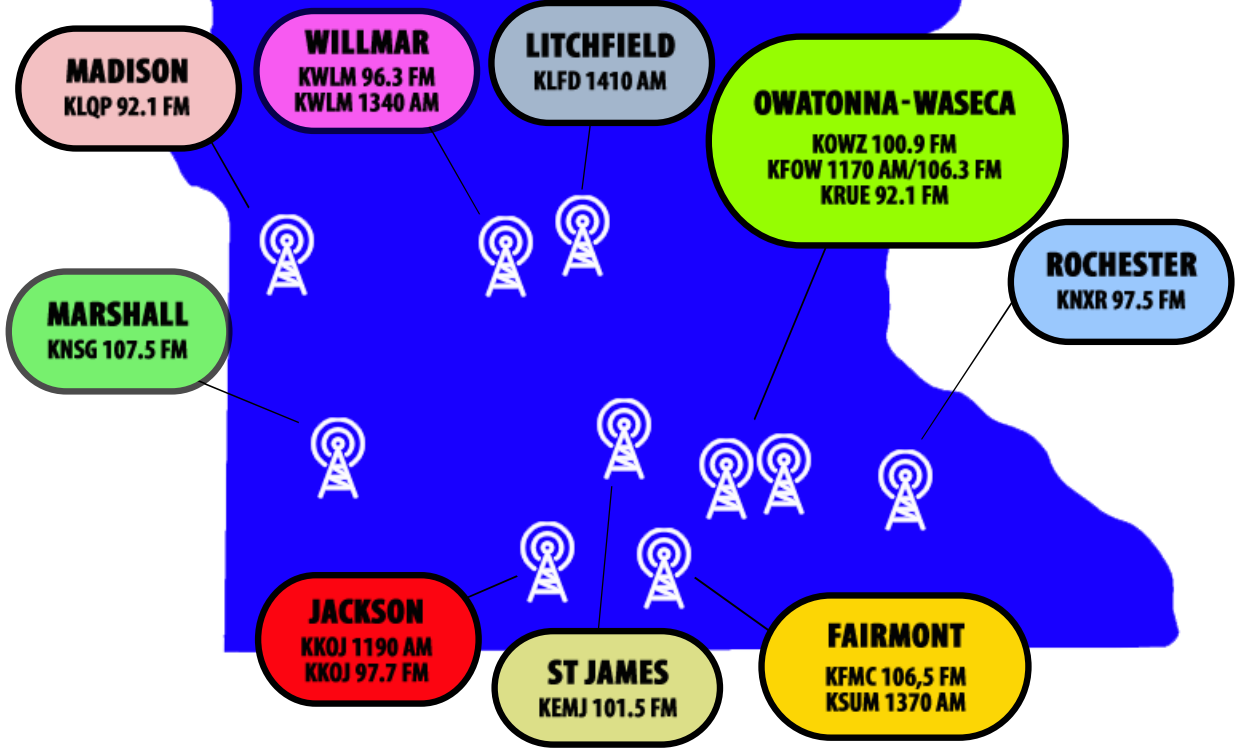 MADISON
KLQP 92.1 FM
WILLMAR
KWLM 96.3 FM
KWLM 1340 AM
LITCHFIELD
KLFD 1410 AM
OWATONNA-WASECA
KOWZ 100.9 FM
KFOW 1170 AM/106.3 FM
KRUE 92.1 FM
ROCHESTER
KNXR 97.5 FM
MARSHALL
KNSG 107.5 FM
JACKSON
KKOJ 1190 AM
KKOJ 97.7 FM
ST JAMES
KEMJ 101.5 FM
FAIRMONT
KFMC 106,5 FM
KSUM 1370 AM